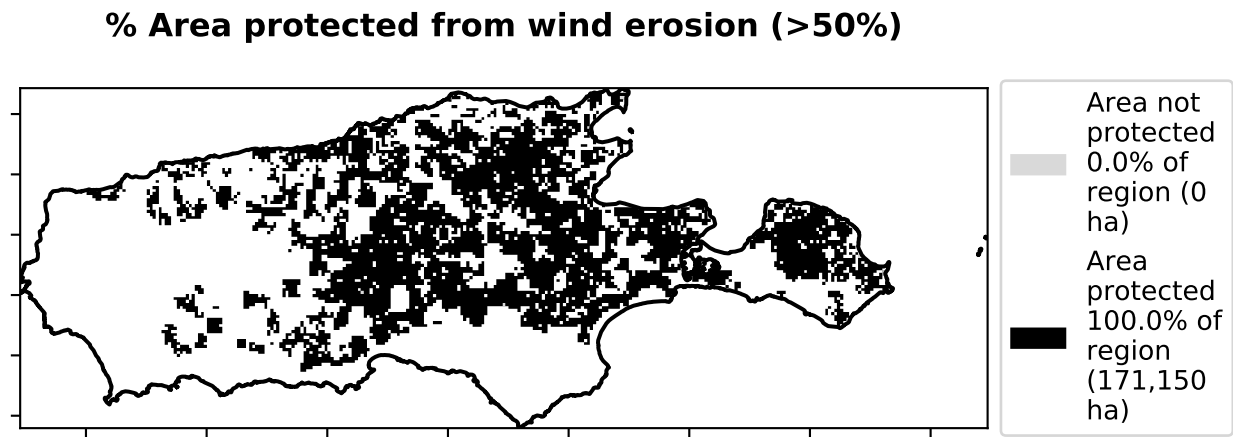 % Area protected from wind erosion (>50%)
Area not
protected
0.0% of
region (0
ha)
Area
protected
100.0% of
region
(171,150
ha)